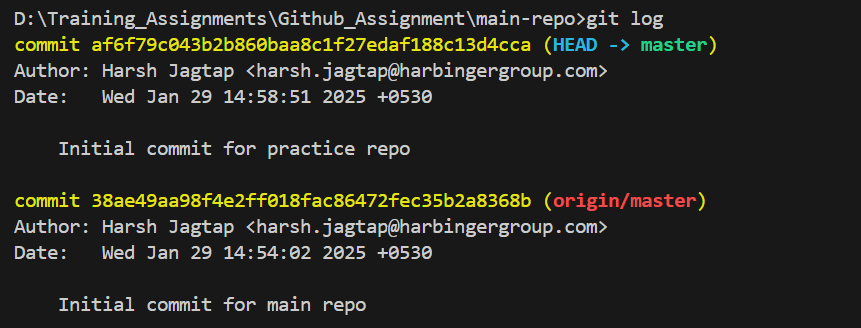 D:\Training_Assignments\Github_Assignment\main-repo>git log
commit af6f79c043b2b860baa8c1f27edaf188c13d4cca (HEAD -> master)
Author: Harsh Jagtap <harsh.jagtap@harbingergroup.com>
Date:   Wed Jan 29 14:58:51 2025 +0530
    Initial commit for practice repo
commit 38ae49aa98f4e2ff018fac86472fec35b2a8368b (origin/master)
Author: Harsh Jagtap <harsh.jagtap@harbingergroup.com>
Date:   Wed Jan 29 14:54:02 2025 +0530
    Initial commit for main repo